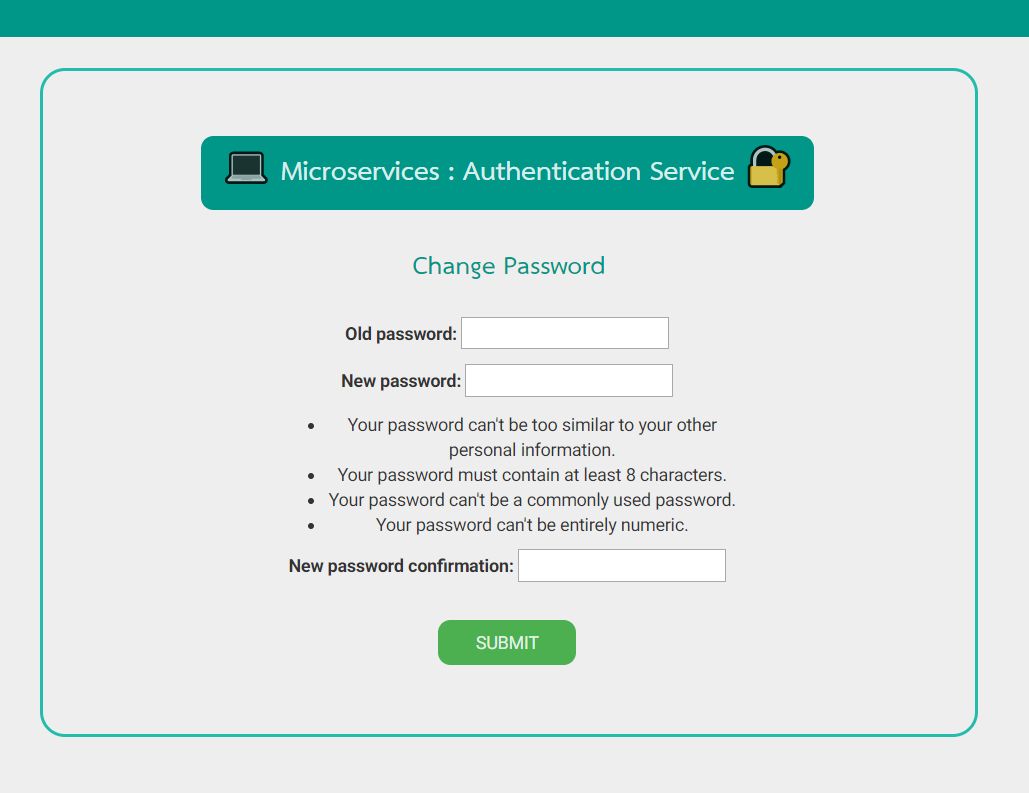 Microservices : Authentication Service
Change Password
Old password:
New password:
Your password can't be too similar to your other
personal information.
Your password must contain at least 8 characters.
Your password can't be a commonly used password.
Your password can't be entirely numeric.
New password confirmation:
SUBMIT